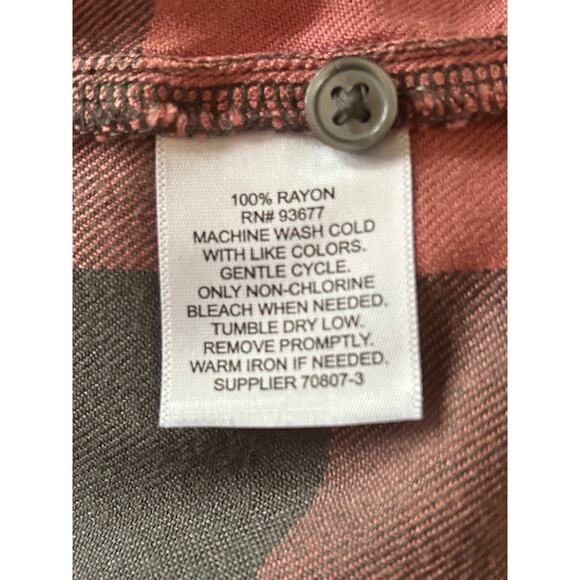 100% RAYON
RN# 93677
MACHINE WASH COLD
WITH LIKE COLORS.
GENTLE CYCLE.
ONLY NON-CHLORINE
BLEACH WHEN NEEDED.
TUMBLE DRY LOW.
REMOVE PROMPTLY.
WARM IRON IF NEEDED.
SUPPLIER 70807-3